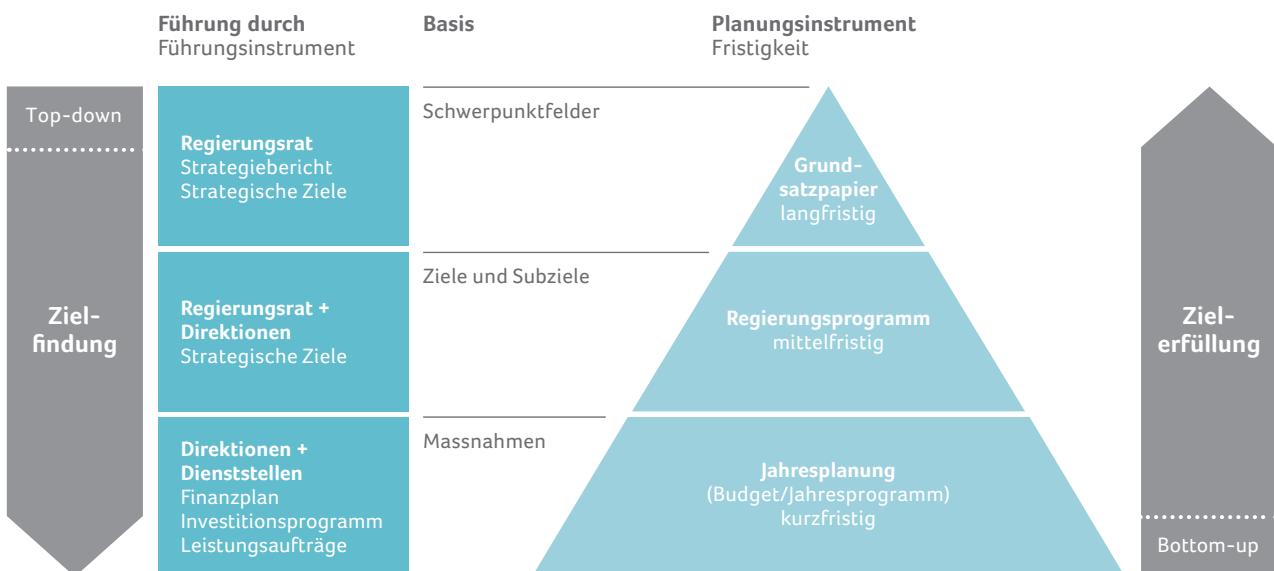 Führung durch
Führungsinstrument
Basis
Planungsinstrument
Fristigkeit
Top-down
Ziel-
findung
Regierungsrat
Strategiebericht
Strategische Ziele
Schwerpunktfelder
Grund-
satzpapier
langfristig
Regierungsrat +
Direktionen
Strategische Ziele
Ziele und Subziele
Regierungsprogramm
mittelfristig
Direktionen +
Dienststellen
Finanzplan
Investitionsprogramm
Leistungsaufträge
Massnahmen
Jahresplanung
(Budget/Jahresprogramm)
kurzfristig
Ziel-
erfüllung
Bottom-up